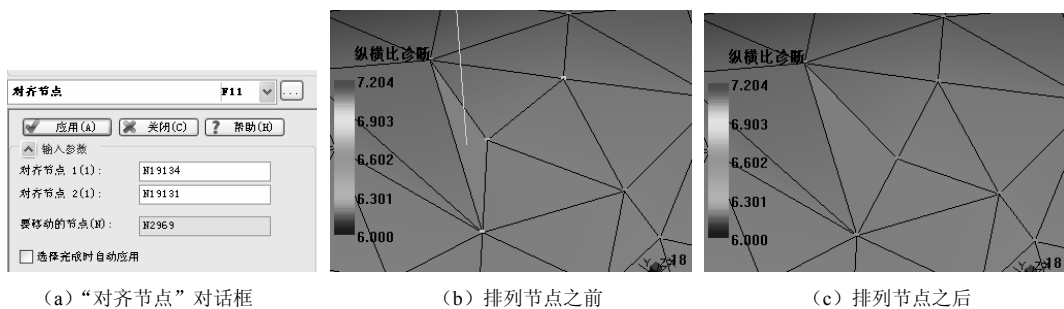 对齐节点 F11 ...
应用(A) 关闭(C) ? 帮助(H)
输入参数
对齐节点 1(1): N19134
对齐节点 2(1): N19131
要移动的节点(N): N2969
选择完成时自动应用
(a)“对齐节点”对话框
纵横比诊断
7.204
6.903
6.602
6.301
6.000
18
(b)排列节点之前
纵横比诊断
7.204
6.903
6.602
6.301
6.000
18
(c)排列节点之后